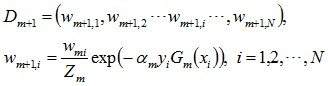 D_{m+1} = (w_{m+1,1}, w_{m+1,2} ⋯ w_{m+1,i} ⋯, w_{m+1,N}),
w_{m+1,i} = \frac{w_{mi}}{Z_m} exp(-α_m y_i G_m(x_i)), i = 1,2,⋯,N